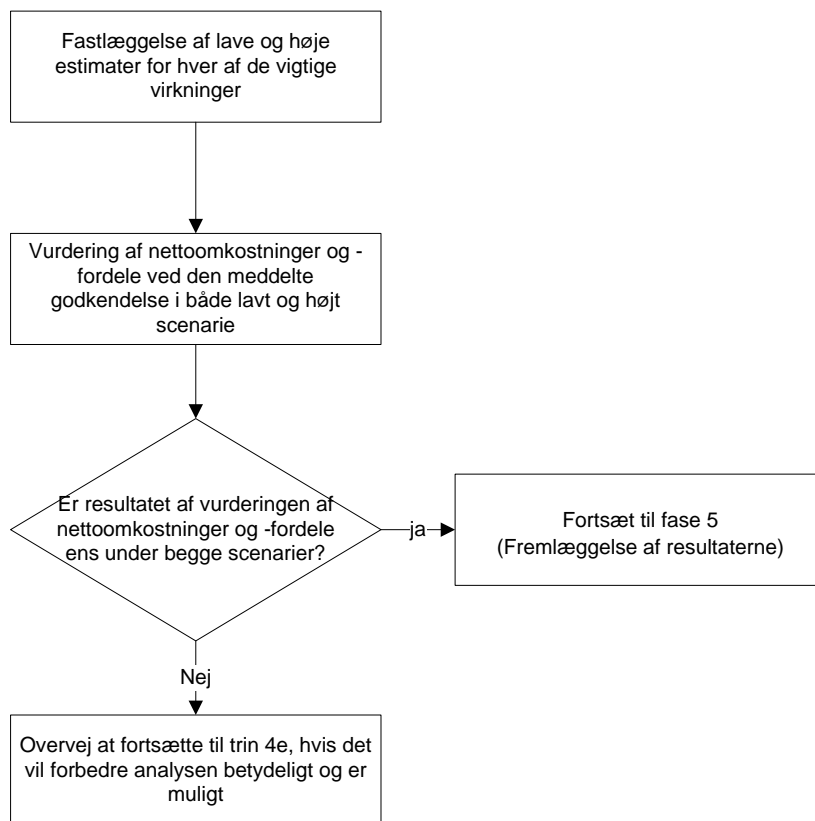 Fastlæggelse af lave og høje
estimater for hver af de vigtige
virkninger
Vurdering af nettoomkostninger og -
fordele ved den meddelte
godkendelse i både lavt og højt
scenarie
Er resultatet af vurderingen af
nettoomkostninger og -fordele
ens under begge scenarier?
ja
Fortsæt til fase 5
(Fremlæggelse af resultaterne)
Nej
Overvej at fortsætte til trin 4e, hvis det
vil forbedre analysen betydeligt og er
muligt